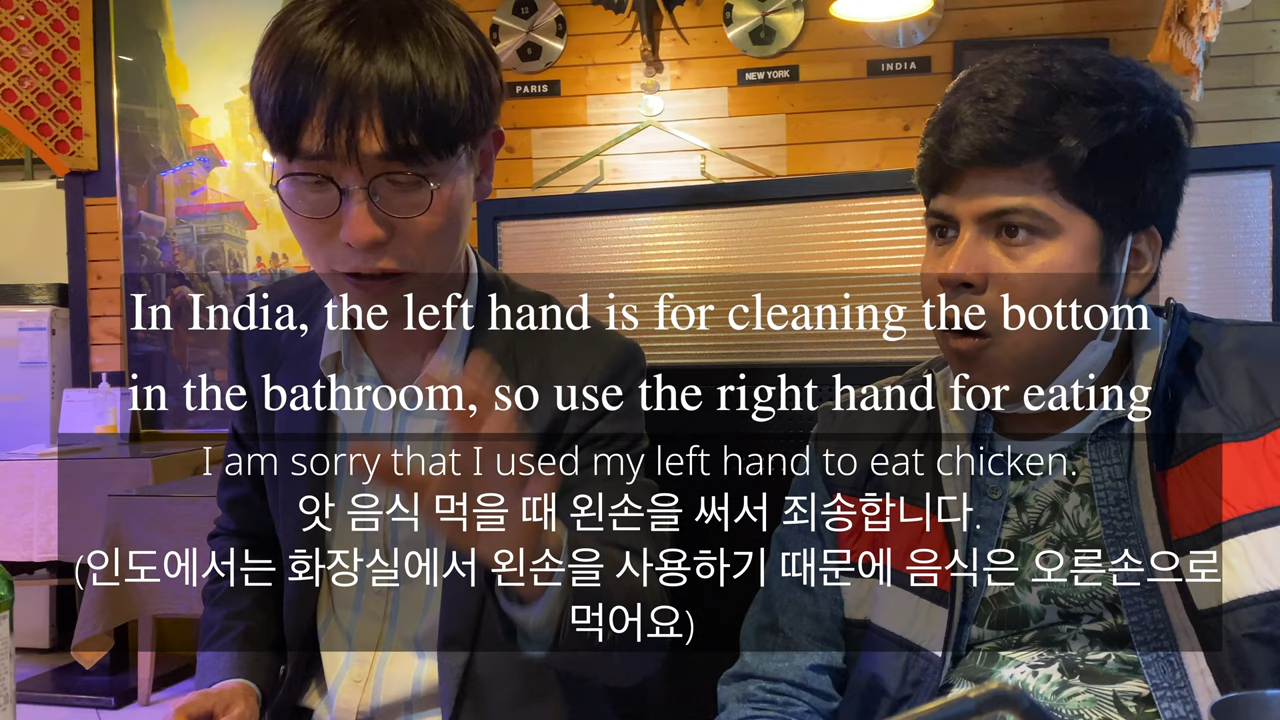 PARIS
NEW YORK
INDIA
In India, the left hand is for cleaning the bottom
in the bathroom, so use the right hand for eating
I am sorry that I used my left hand to eat chicken.
앗 음식 먹을 때 왼손을 써서 죄송합니다.
(인도에서는 화장실에서 왼손을 사용하기 때문에 음식은 오른손으로
먹어요)